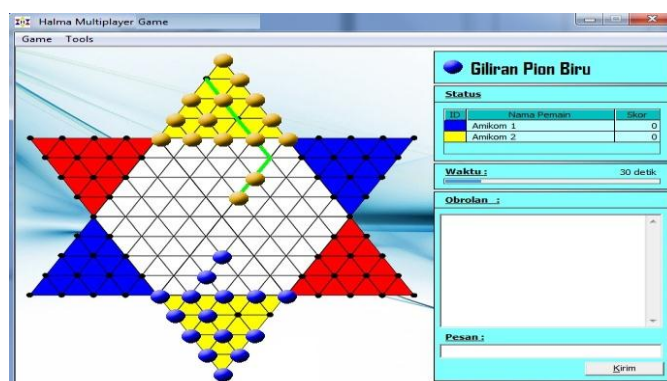 Halma Multiplayer Game
Game Tools
Giliran Pion Biru
Status
ID Nama Pemain Skor
Amikom 1 0
Amikom 2 0
Waktu : 30 detik
Obrolan :
Pesan :
Kirim